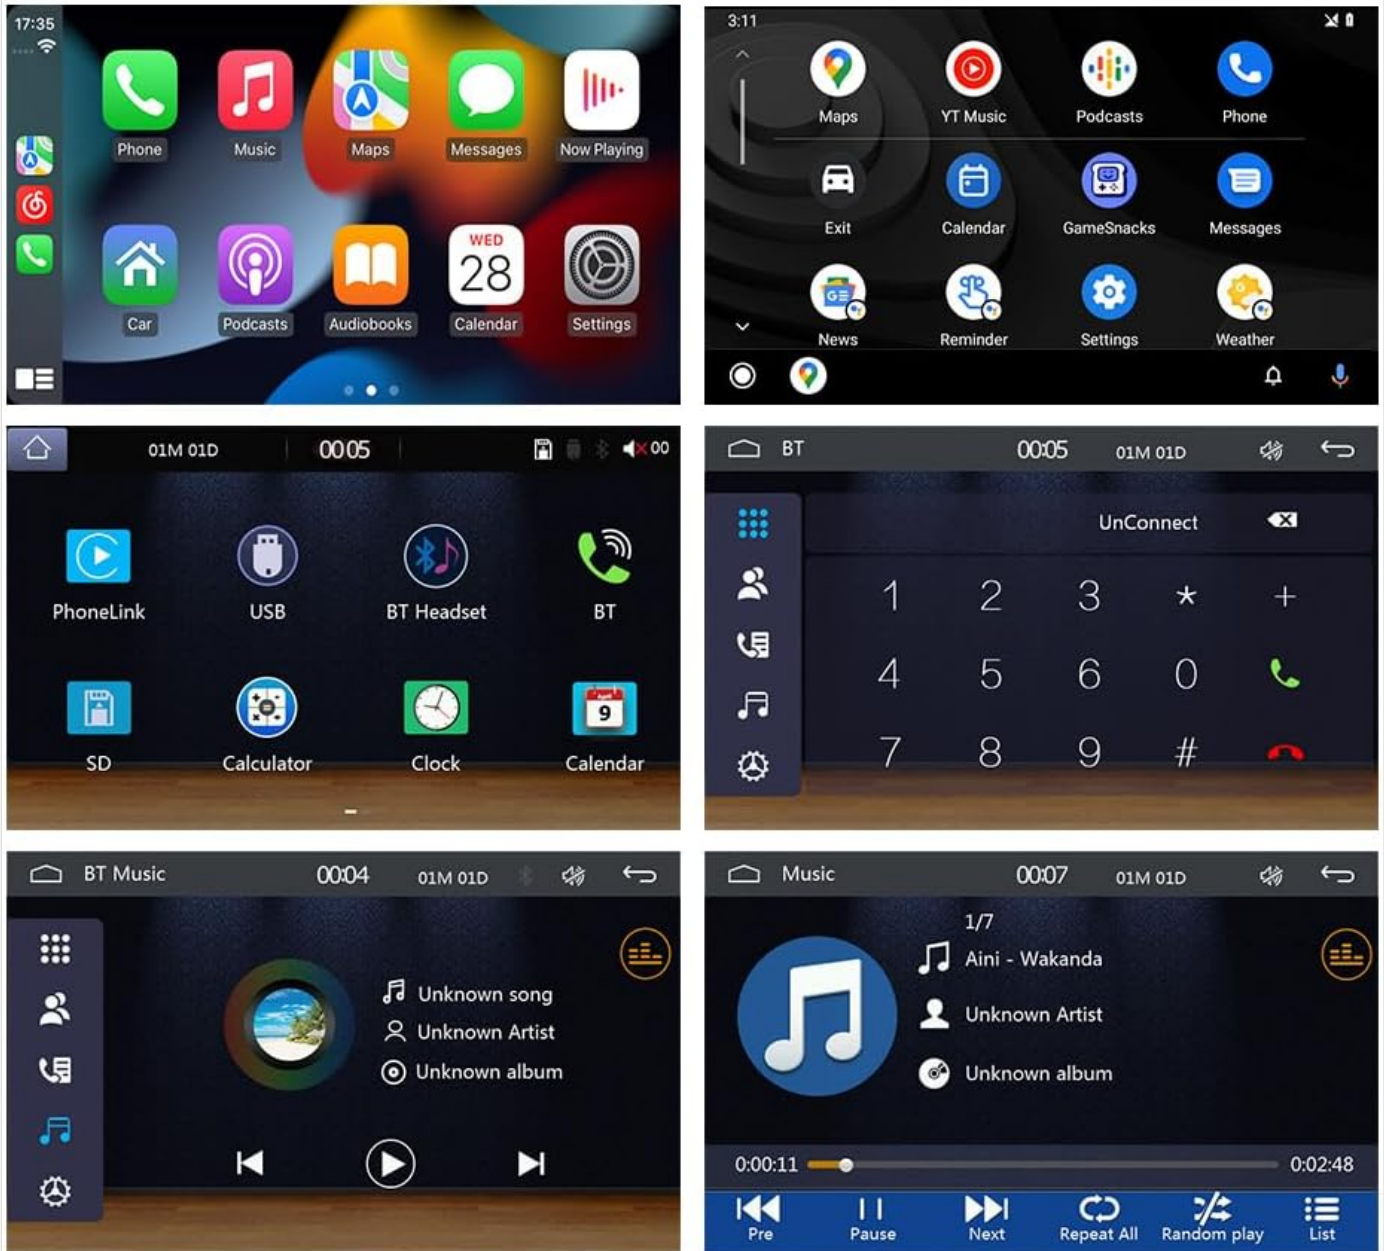 17:35
Phone
Music
Maps
Messages
Now Playing
WED
28
Car
Podcasts
Audiobooks
Calendar
Settings
3:11
Maps
YT Music
Podcasts
Phone
Exit
Calendar
GameSnacks
Messages
GE
G
News
Reminder
Settings
Weather
01M 01D
00:05
00
PhoneLink
USB
BT Headset
BT
April
9
SD
Calculator
Clock
Calendar
BT
00:05
01M 01D
UnConnect
1 2 3 * +
4 5 6 0
7 8 9 #
BT Music
00:04
01M 01D
Unknown song
Unknown Artist
Unknown album
Music
00:07
01M 01D
1/7
Aini - Wakanda
Unknown Artist
Unknown album
0:00:11
0:02:48
Pre
Pause
Next
Repeat All
Random play
List